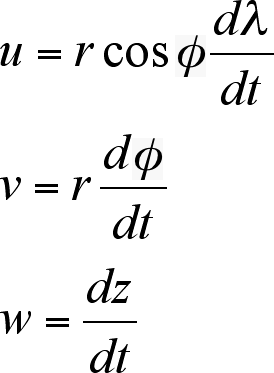 u = r cos ϕ dλ/dt
v = r dϕ/dt
w = dz/dt